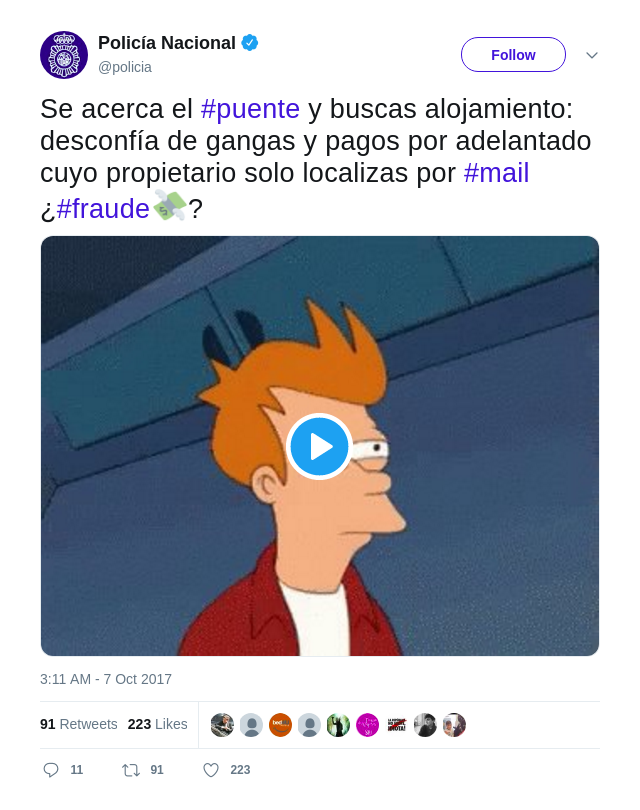 Policía Nacional
@policia
Follow
Se acerca el #puente y buscas alojamiento:
desconfía de gangas y pagos por adelantado
cuyo propietario solo localizas por #mail
¿#fraude💸?
3:11 AM - 7 Oct 2017
91 Retweets 223 Likes
11 91 223